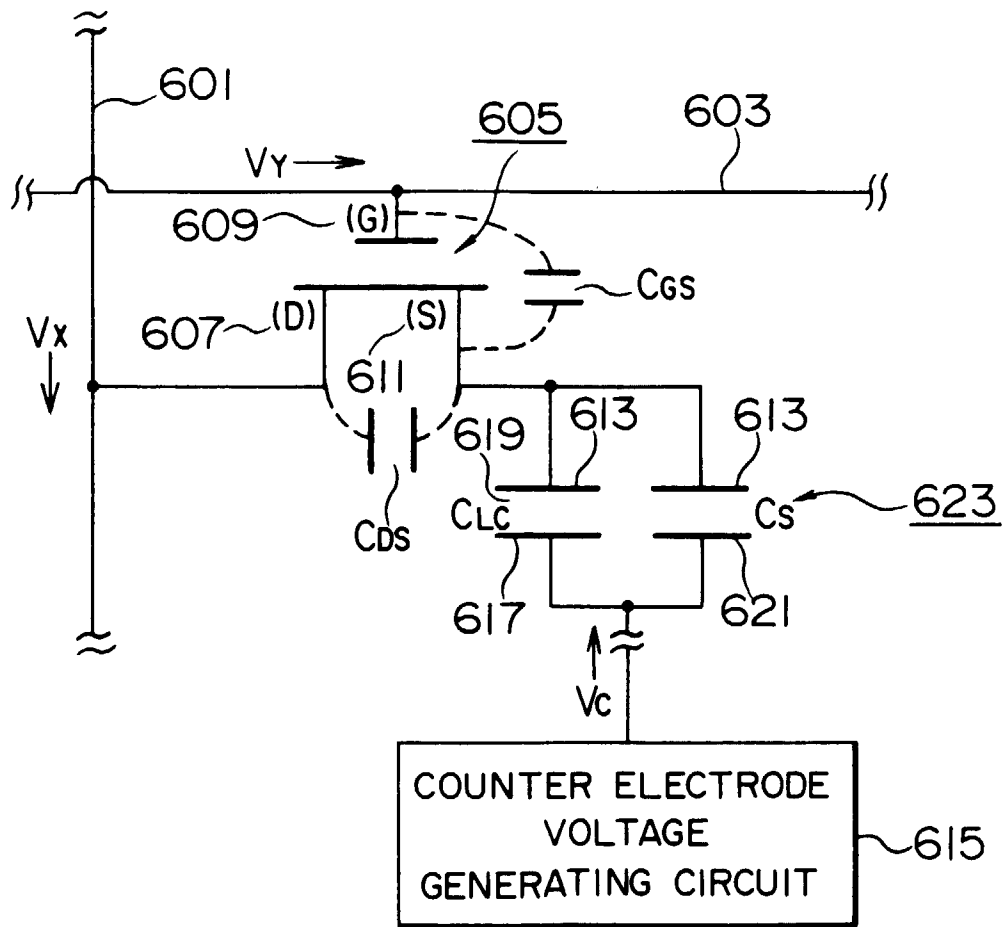 601
605
603
VY
609
(G)
CGS
607
(D)
(S)
VX
611
619
613
613
CLC
CS
623
CDS
617
621
VC
COUNTER ELECTRODE
VOLTAGE
GENERATING CIRCUIT
615